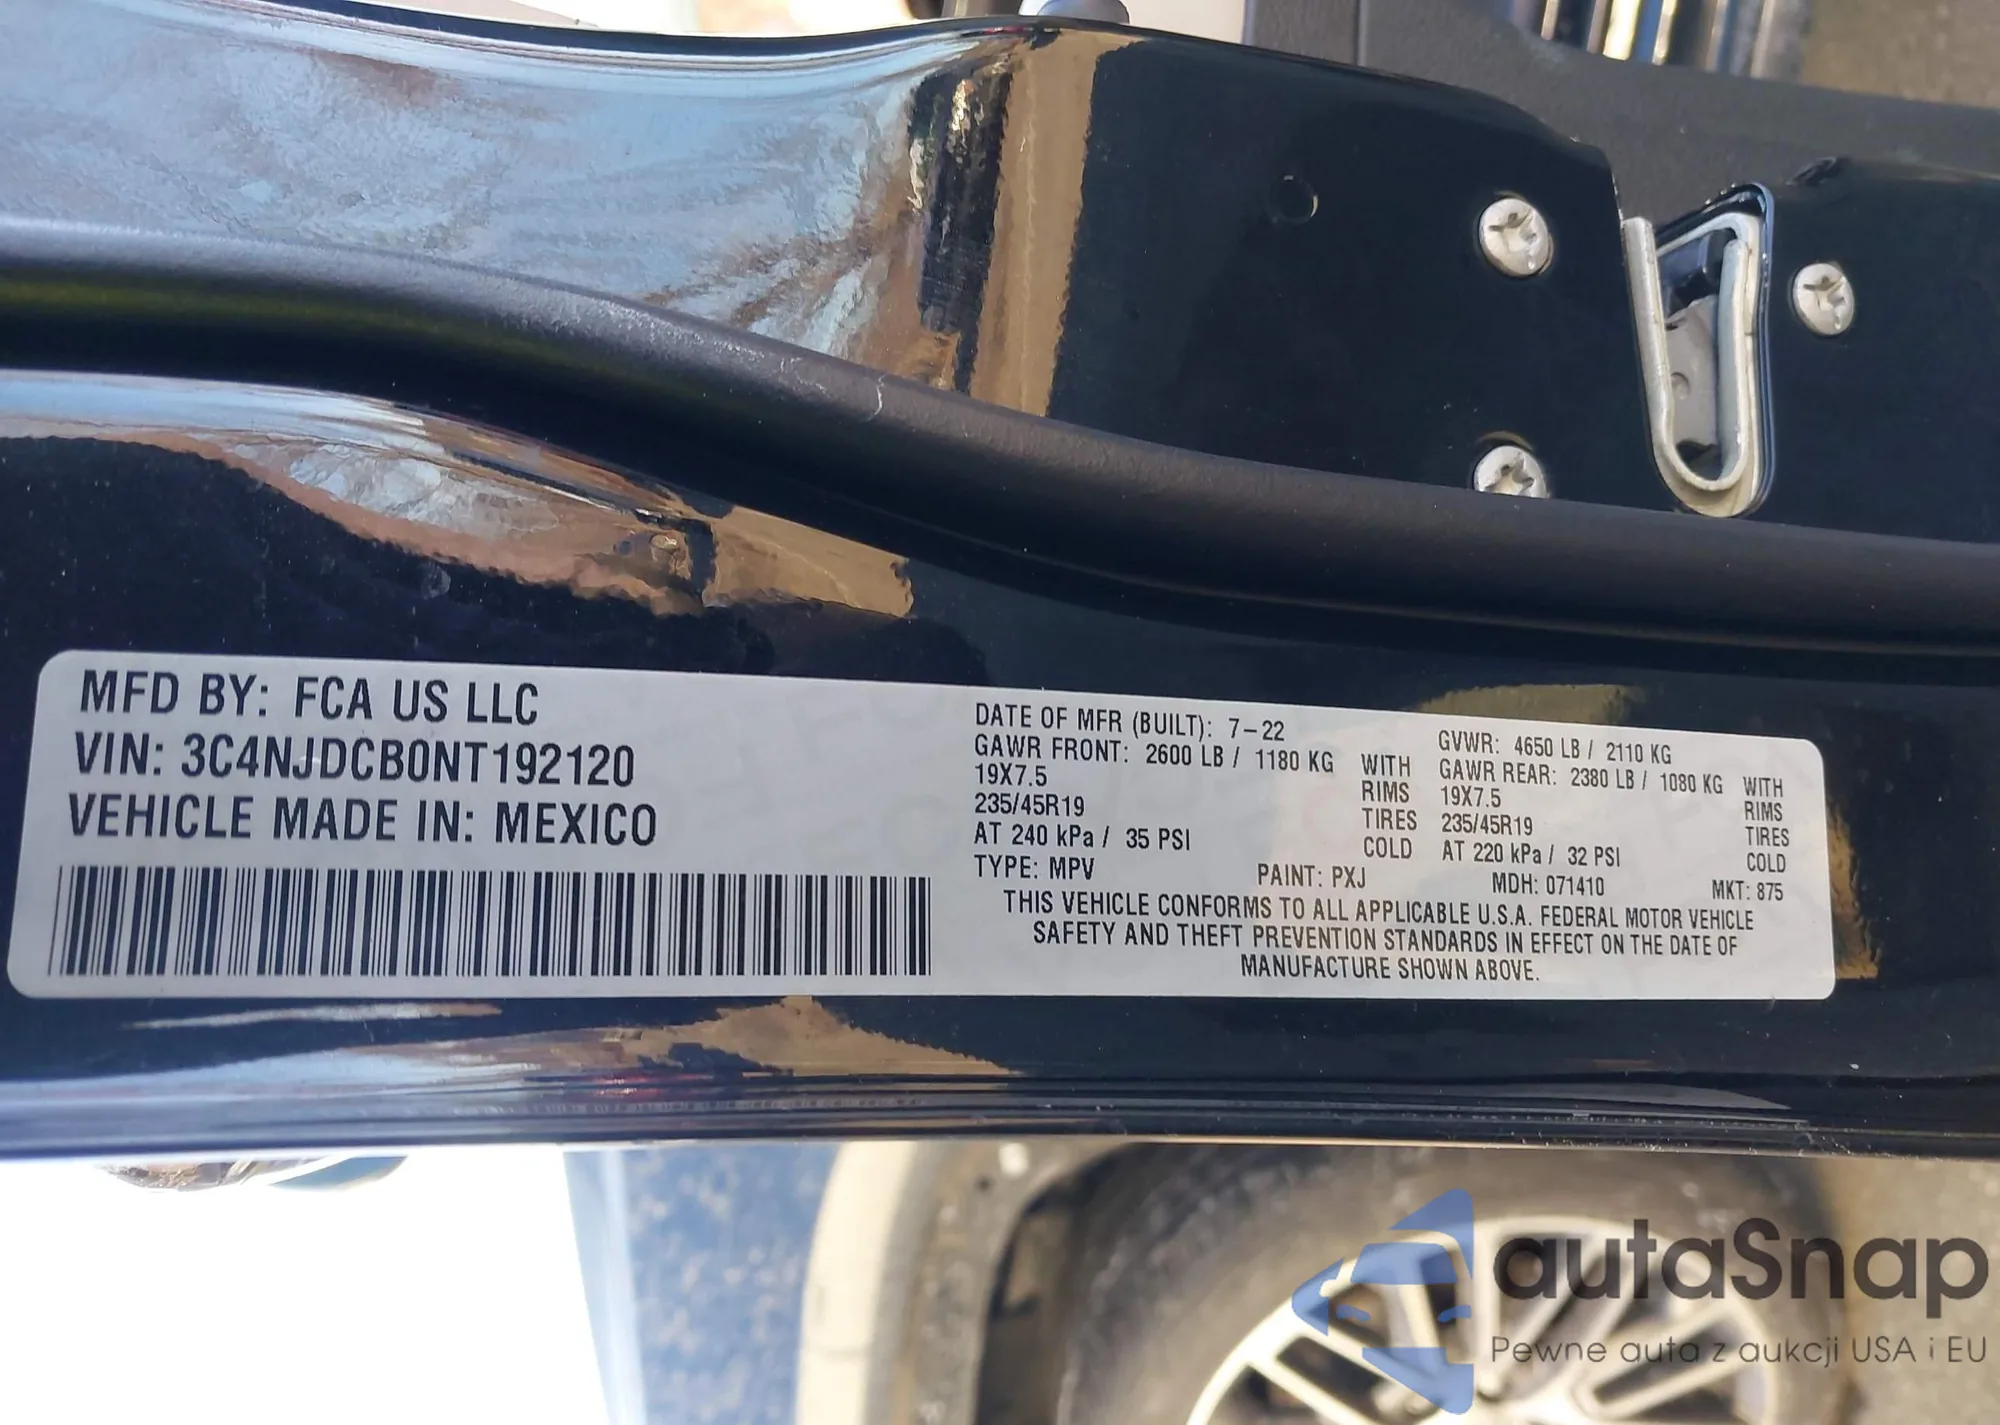 MFD BY: FCA US LLC
VIN: 3C4NJDCB0NT192120
VEHICLE MADE IN: MEXICO
DATE OF MFR (BUILT): 7-22
GVWR: 4650 LB / 2110 KG
GAWR FRONT: 2600 LB / 1180 KG WITH
19X7.5 RIMS
235/45R19 TIRES
AT 240 kPa / 35 PSI COLD
GAWR REAR: 2380 LB / 1080 KG WITH
19X7.5 RIMS
235/45R19 TIRES
AT 220 kPa / 32 PSI COLD
TYPE: MPV PAINT: PXJ MDH: 071410 MKT: 875
THIS VEHICLE CONFORMS TO ALL APPLICABLE U.S.A. FEDERAL MOTOR VEHICLE
SAFETY AND THEFT PREVENTION STANDARDS IN EFFECT ON THE DATE OF
MANUFACTURE SHOWN ABOVE.
autaSnap
Pewne auta z aukcji USA i EU